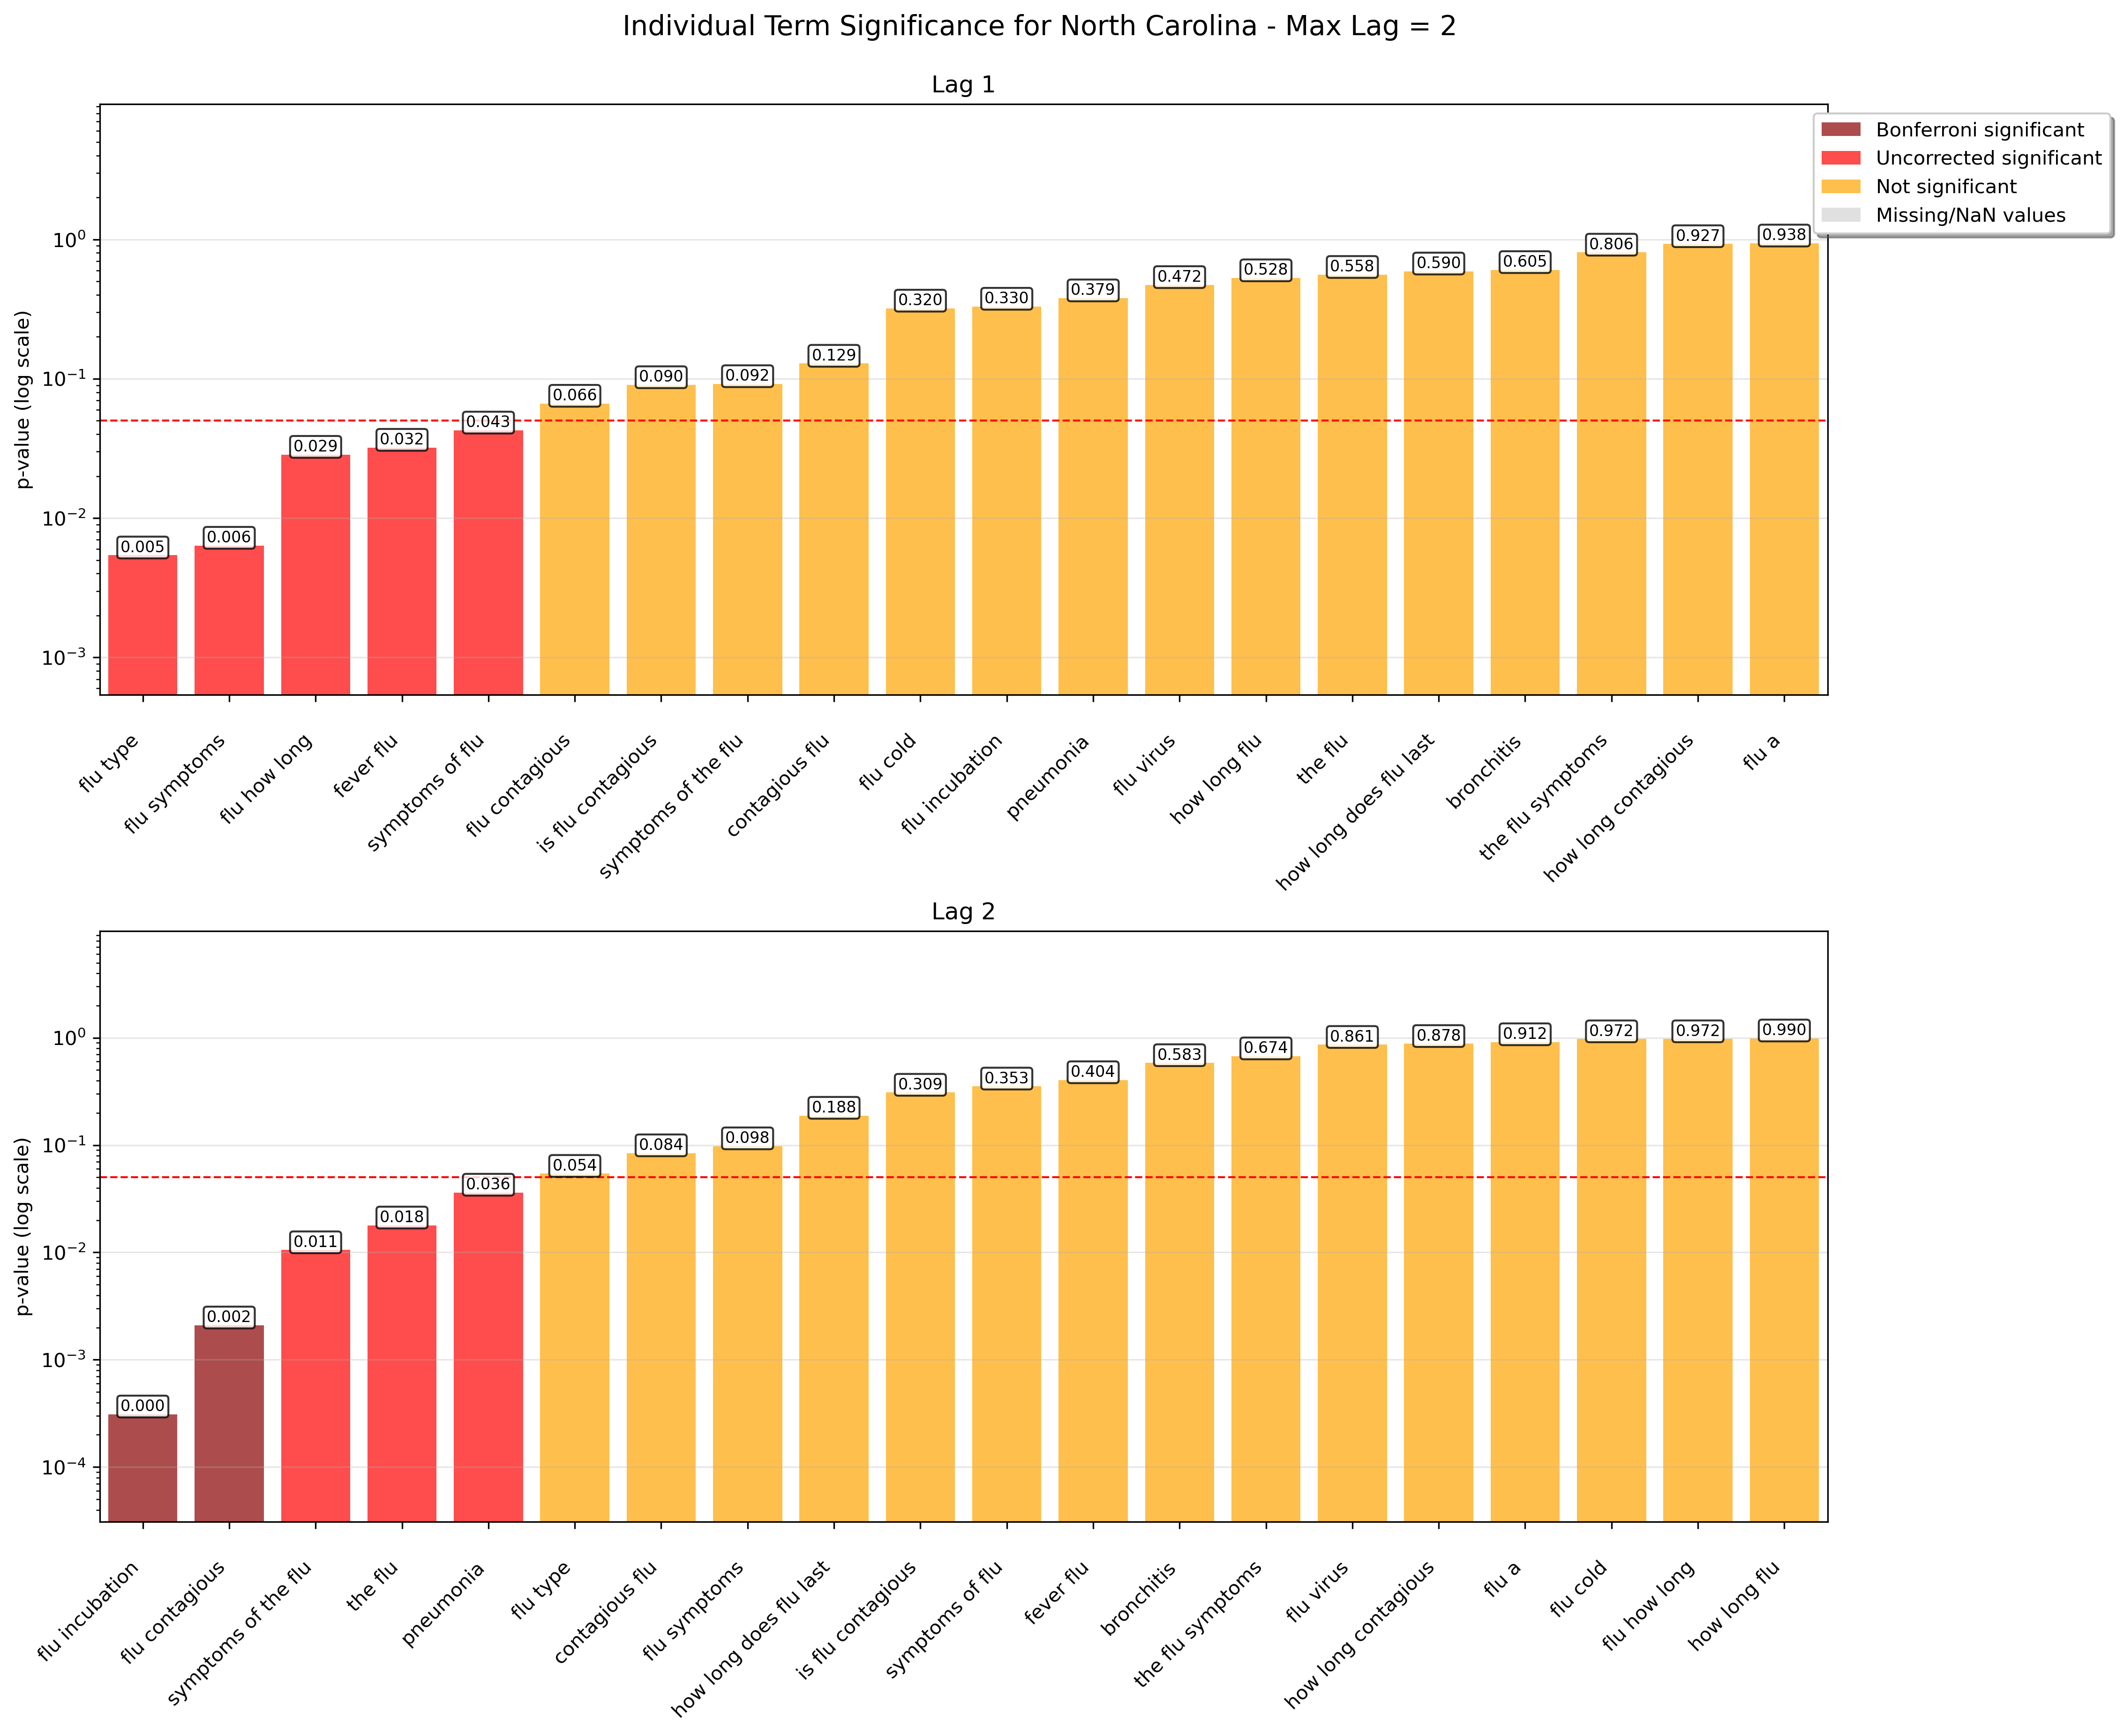 Individual Term Significance for North Carolina - Max Lag = 2
Lag 1
Bonferroni significant
Uncorrected significant
Not significant
Missing/NaN values
p-value (log scale)
10⁰
10⁻¹
10⁻²
10⁻³
0.005
0.006
0.029
0.032
0.043
0.066
0.090
0.092
0.129
0.320
0.330
0.379
0.472
0.528
0.558
0.590
0.605
0.806
0.927
0.938
flu type
flu symptoms
flu how long
fever flu
symptoms of flu
flu contagious
is flu contagious
symptoms of the flu
contagious flu
flu cold
flu incubation
pneumonia
flu virus
how long flu
the flu
how long does flu last
bronchitis
the flu symptoms
how long contagious
flu a
Lag 2
p-value (log scale)
10⁰
10⁻¹
10⁻²
10⁻³
10⁻⁴
0.000
0.002
0.011
0.018
0.036
0.054
0.084
0.098
0.188
0.309
0.353
0.404
0.583
0.674
0.861
0.878
0.912
0.972
0.972
0.990
flu incubation
flu contagious
symptoms of the flu
the flu
pneumonia
flu type
contagious flu
flu symptoms
how long does flu last
is flu contagious
symptoms of flu
fever flu
bronchitis
the flu symptoms
flu virus
how long contagious
flu a
flu cold
flu how long
how long flu